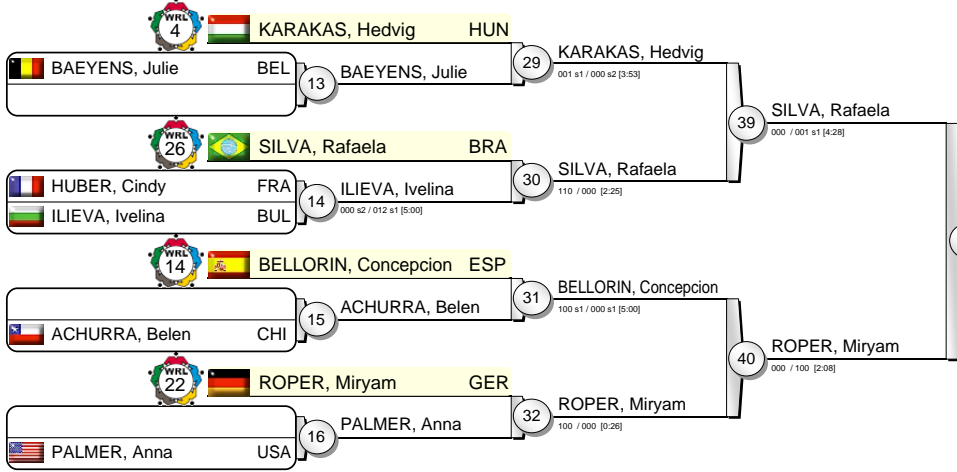 WRL
4
KARAKAS, Hedvig HUN
BAEYENS, Julie BEL
13
BAEYENS, Julie
29
KARAKAS, Hedvig
001 s1 / 000 s2 [3:53]
WRL
26
SILVA, Rafaela BRA
HUBER, Cindy FRA
ILIEVA, Ivelina BUL
14
ILIEVA, Ivelina
000 s2 / 012 s1 [5:00]
30
SILVA, Rafaela
110 / 000 [2:25]
39
SILVA, Rafaela
000 / 001 s1 [4:28]
WRL
14
BELLORIN, Concepcion ESP
ACHURRA, Belen CHI
15
ACHURRA, Belen
31
BELLORIN, Concepcion
100 s1 / 000 s1 [5:00]
WRL
22
ROPER, Miryam GER
PALMER, Anna USA
16
PALMER, Anna
32
ROPER, Miryam
100 / 000 [0:26]
40
ROPER, Miryam
000 / 100 [2:08]